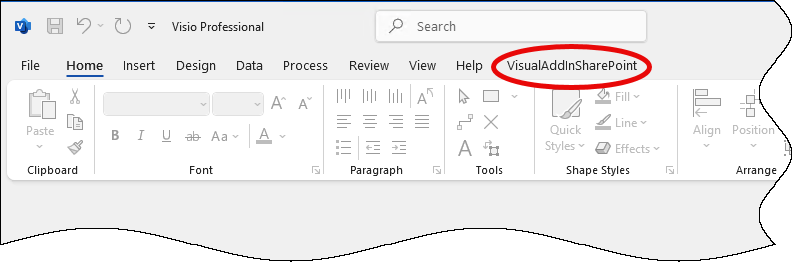 Visio Professional
Search
File Home Insert Design Data Process Review View Help VisualAddInSharePoint
Paste
Clipboard
B I U ab Aa A
A A
Font
A
Paragraph
A
Tools
Quick Styles
Fill
Line
Effects
Shape Styles
Align
Position
Arrange